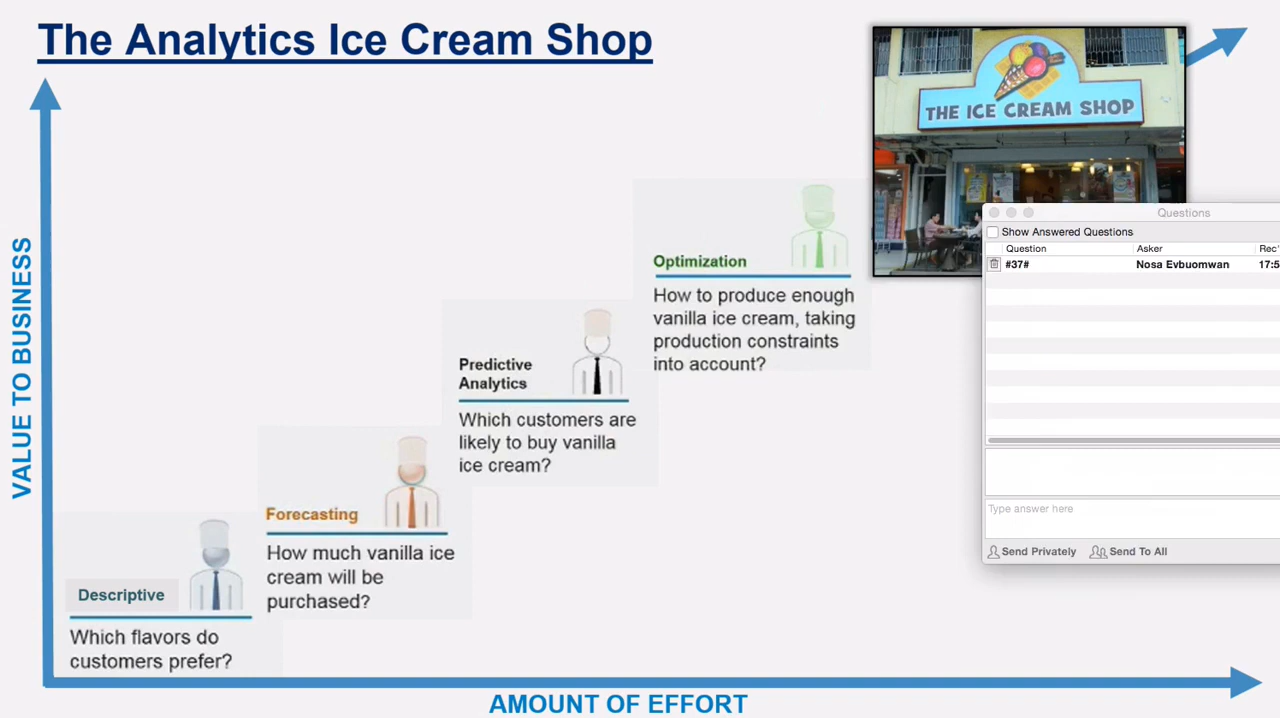 The Analytics Ice Cream Shop
THE ICE CREAM SHOP
VALUE TO BUSINESS
Optimization
How to produce enough
vanilla ice cream, taking
production constraints
into account?
Predictive
Analytics
Which customers are
likely to buy vanilla
ice cream?
Forecasting
How much vanilla ice
cream will be
purchased?
Descriptive
Which flavors do
customers prefer?
AMOUNT OF EFFORT
Questions
Show Answered Questions
Question Asker
#37# Nosa Evbuomwan
Type answer here
Send Privately Send To All